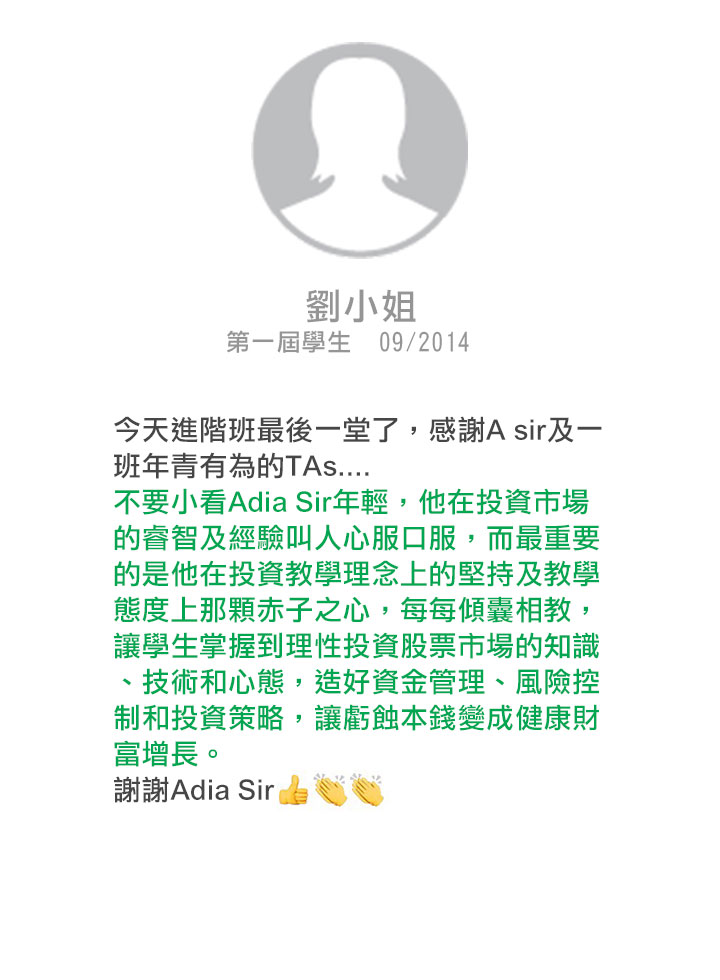 劉小姐
第一屆學生 09/2014
今天進階班最後一堂了，感謝A sir及一
班年青有為的TAs....
不要小看Adia Sir年輕，他在投資市場
的睿智及經驗叫人心服口服，而最重要
的是他在投資教學理念上的堅持及教學
態度上那顆赤子之心，每每傾囊相教，
讓學生掌握到理性投資股票市場的知識
、技術和心態，造好資金管理、風險控
制和投資策略，讓虧蝕本錢變成健康財
富增長。
謝謝Adia Sir👍👏👏